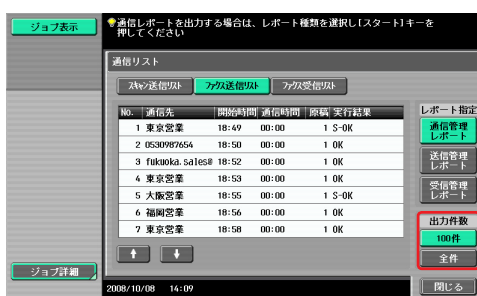 ジョブ表示
通信レポートを出力する場合は、レポート種類を選択し[スタート]キーを
押してください
通信リスト
スキャン送信リスト ファクス送信リスト ファクス受信リスト
No. 通信先 開始時間 通信時間 原稿 実行結果
1 東京営業 18:49 00:00 1 S-OK
2 0530987654 18:50 00:00 1 OK
3 fukuoka.sales@ 18:52 00:00 1 OK
4 東京営業 18:53 00:00 1 OK
5 大阪営業 18:55 00:00 1 S-OK
6 福岡営業 18:56 00:00 1 OK
7 東京営業 18:58 00:00 1 OK
レポート指定
通信管理
レポート
送信管理
レポート
受信管理
レポート
出力件数
100件
全件
ジョブ詳細
2008/10/08 14:09
閉じる